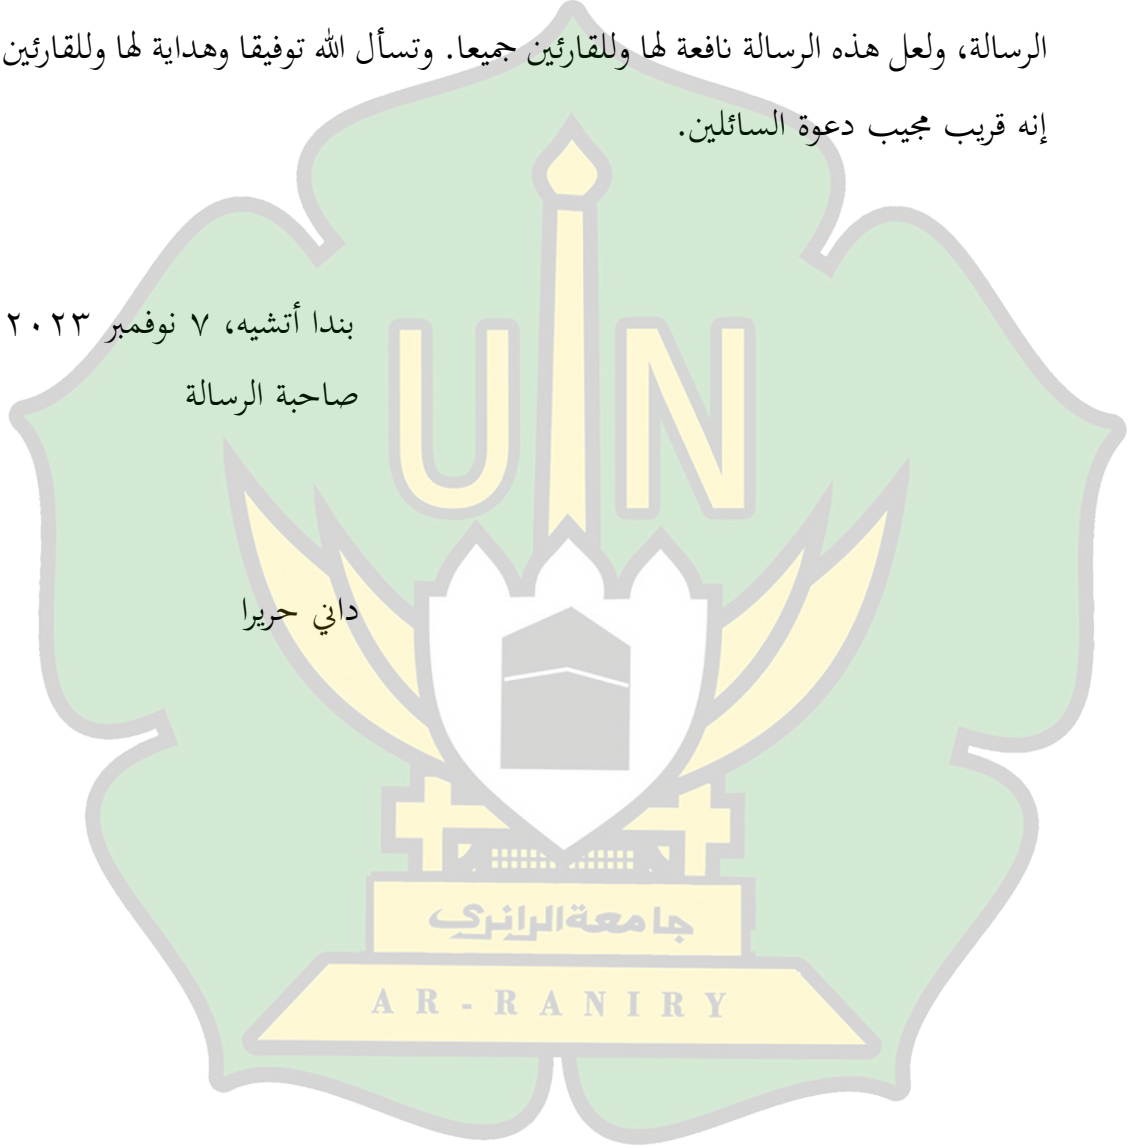 الرسالة، ولعل هذه الرسالة نافعة لها وللقارئين جميعا. وتسأل الله توفيقا وهداية لها وللقارئين
إنه قريب مجيب دعوة السائلين.
بندا أتشيه، ٧ نوفمبر ٢٠٢٣
صاحبة الرسالة
داني حريرا
UIN
جامعة الرانري
AR-RANIRY